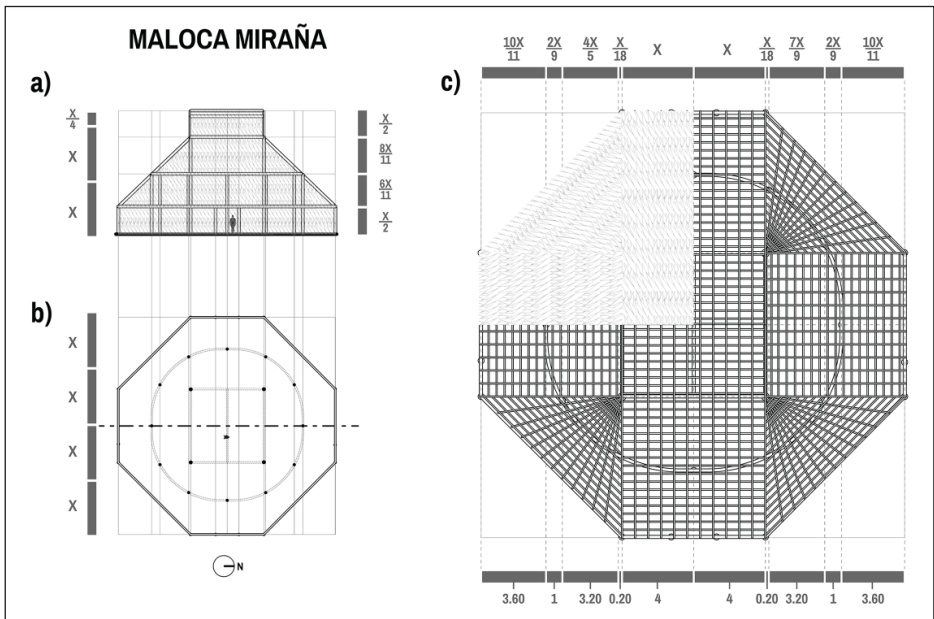 MALOCA MIRAÑA
a)
X/4
X
X
X/2
8X/11
6X/11
X/2
b)
X
X
X
X
N
c)
10X/11 2X/9 4X/5 X/18 X X X/18 7X/9 2X/9 10X/11
3.60 1 3.20 0.20 4 4 0.20 3.20 1 3.60